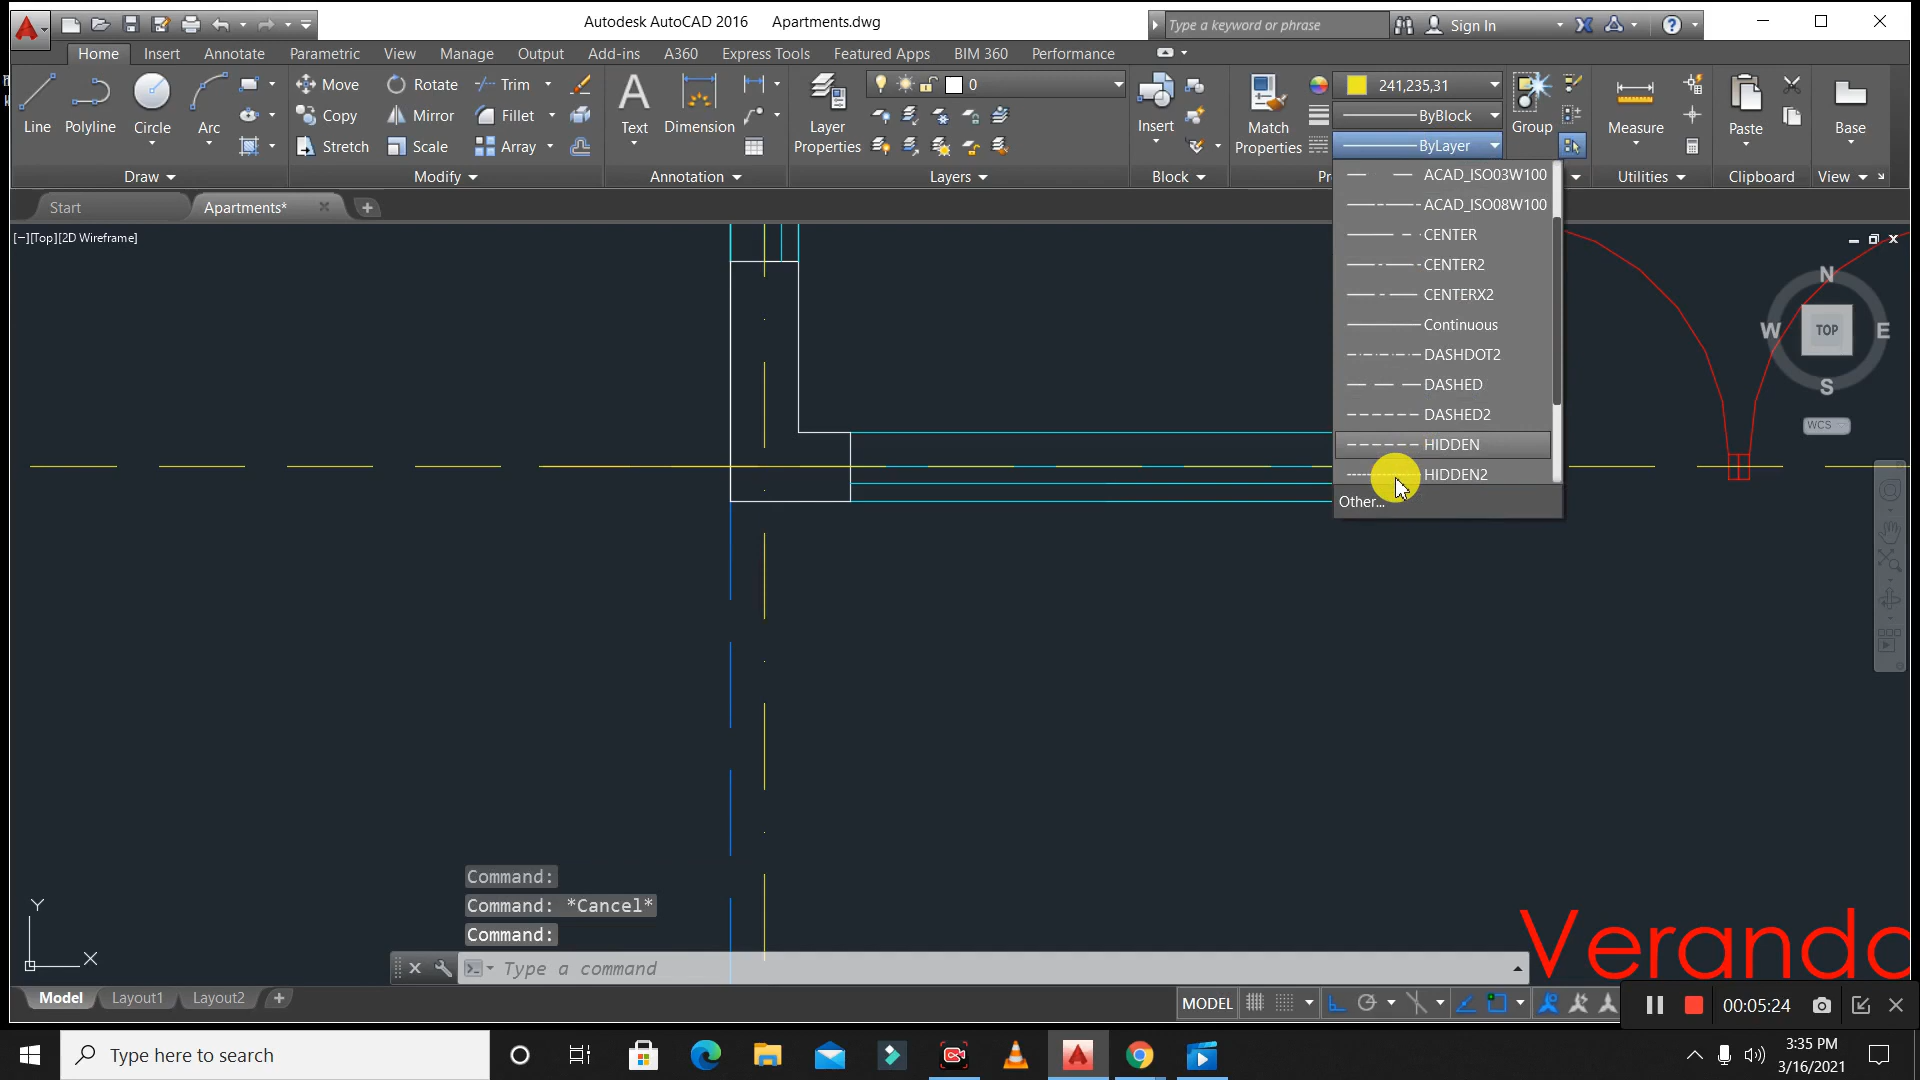 Autodesk AutoCAD 2016 Apartments.dwg
Type a keyword or phrase
Sign In
Home Insert Annotate Parametric View Manage Output Add-ins A360 Express Tools Featured Apps BIM 360 Performance
Line Polyline Circle Arc
Move Rotate Trim
Copy Mirror Fillet
Stretch Scale Array
Text Dimension
Layer Properties
0
Insert
Match Properties
241,235,31
ByBlock
ByLayer
Group
Measure
Paste
Base
Draw Modify Annotation Layers Block Pr Utilities Clipboard View
Start Apartments*
[−][Top][2D Wireframe]
ACAD_ISO03W100
ACAD_ISO08W100
CENTER
CENTER2
CENTERX2
Continuous
DASHDOT2
DASHED
DASHED2
HIDDEN
HIDDEN2
Other...
N
W TOP E
S
WCS
Command:
Command: *Cancel*
Command:
Type a command
Y
X
Veranda
Model Layout1 Layout2
MODEL
00:05:24
Type here to search
3:35 PM
3/16/2021